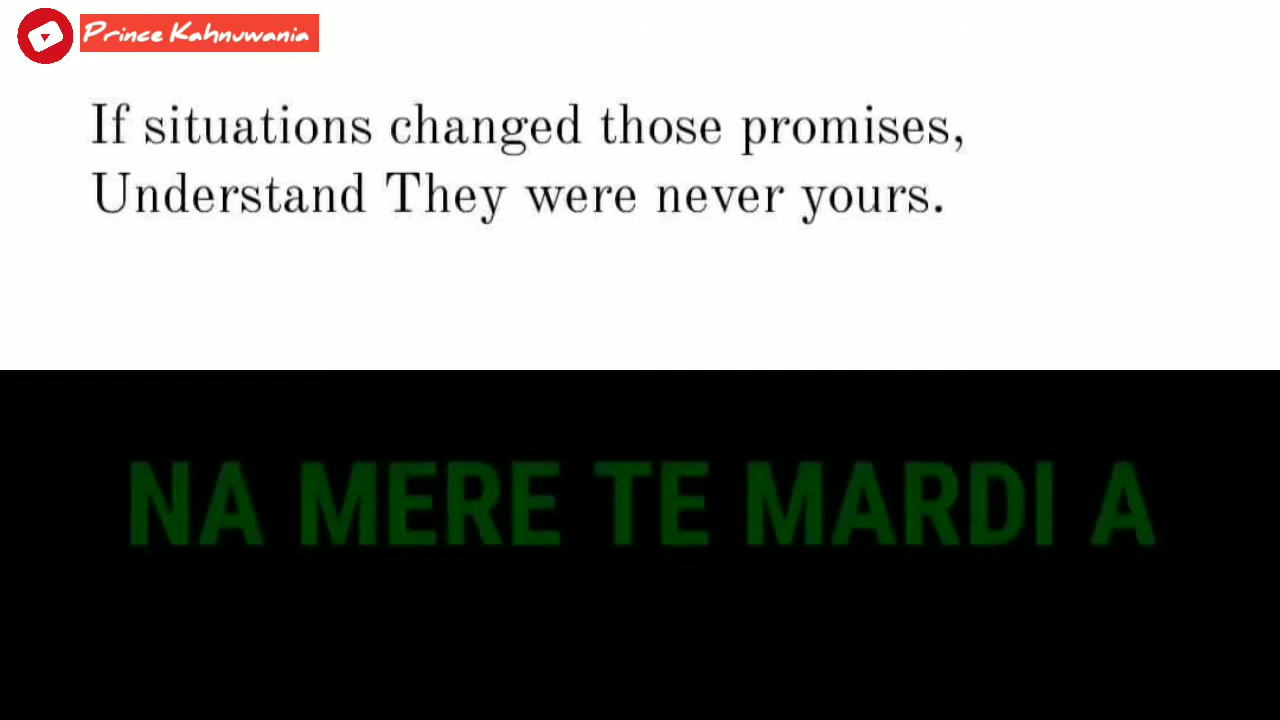 Prince Kahnuwania
If situations changed those promises,
Understand They were never yours.
NA MERE TE MARDI A